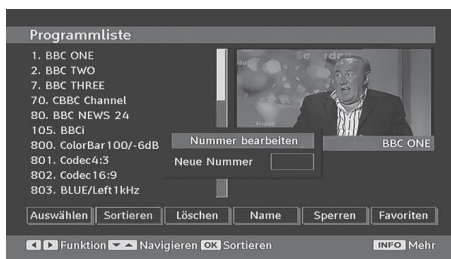 Programmliste
1. BBC ONE
2. BBC TWO
7. BBC THREE
70. CBBC Channel
80. BBC NEWS 24
105. BBCi
800. ColorBar100/-6dB
801. Codec4:3
802. Codec16:9
803. BLUE/Left1kHz
Nummer bearbeiten
Neue Nummer
BBC ONE
Auswählen Sortieren Löschen Name Sperren Favoriten
Funktion Navigieren OK Sortieren INFO Mehr